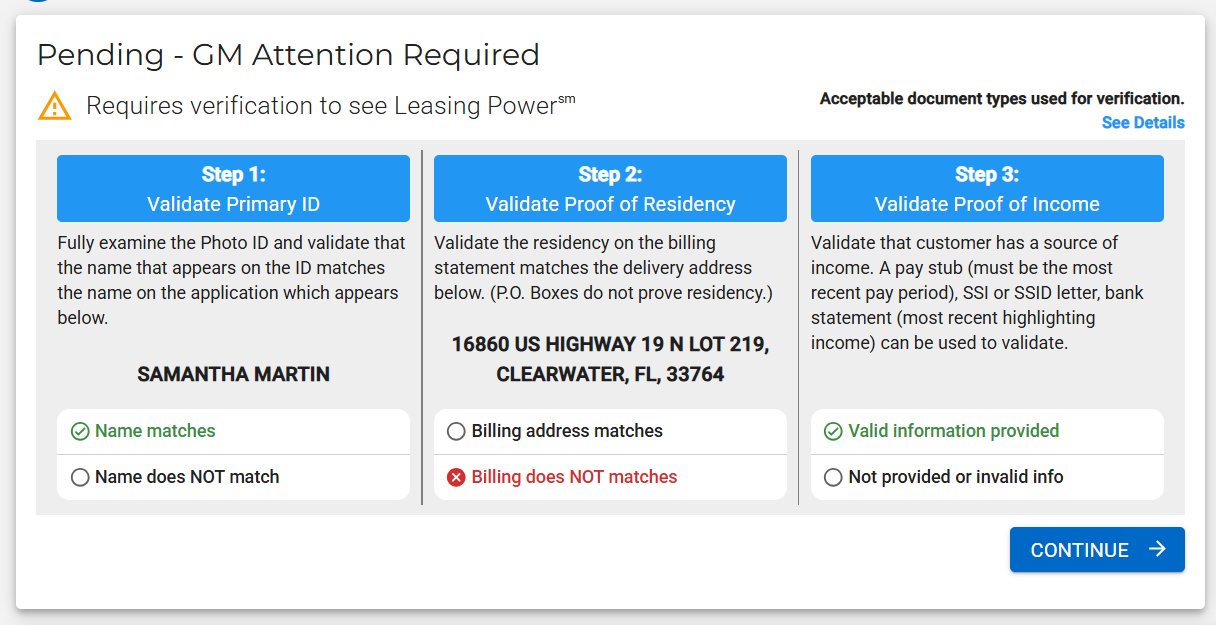 Pending - GM Attention Required
Requires verification to see Leasing Powerˢᵐ
Acceptable document types used for verification.
See Details
Step 1:
Validate Primary ID
Fully examine the Photo ID and validate that
the name that appears on the ID matches
the name on the application which appears
below.
SAMANTHA MARTIN
Name matches
Name does NOT match
Step 2:
Validate Proof of Residency
Validate the residency on the billing
statement matches the delivery address
below. (P.O. Boxes do not prove residency.)
16860 US HIGHWAY 19 N LOT 219,
CLEARWATER, FL, 33764
Billing address matches
Billing does NOT matches
Step 3:
Validate Proof of Income
Validate that customer has a source of
income. A pay stub (must be the most
recent pay period), SSI or SSID letter, bank
statement (most recent highlighting
income) can be used to validate.
Valid information provided
Not provided or invalid info
CONTINUE